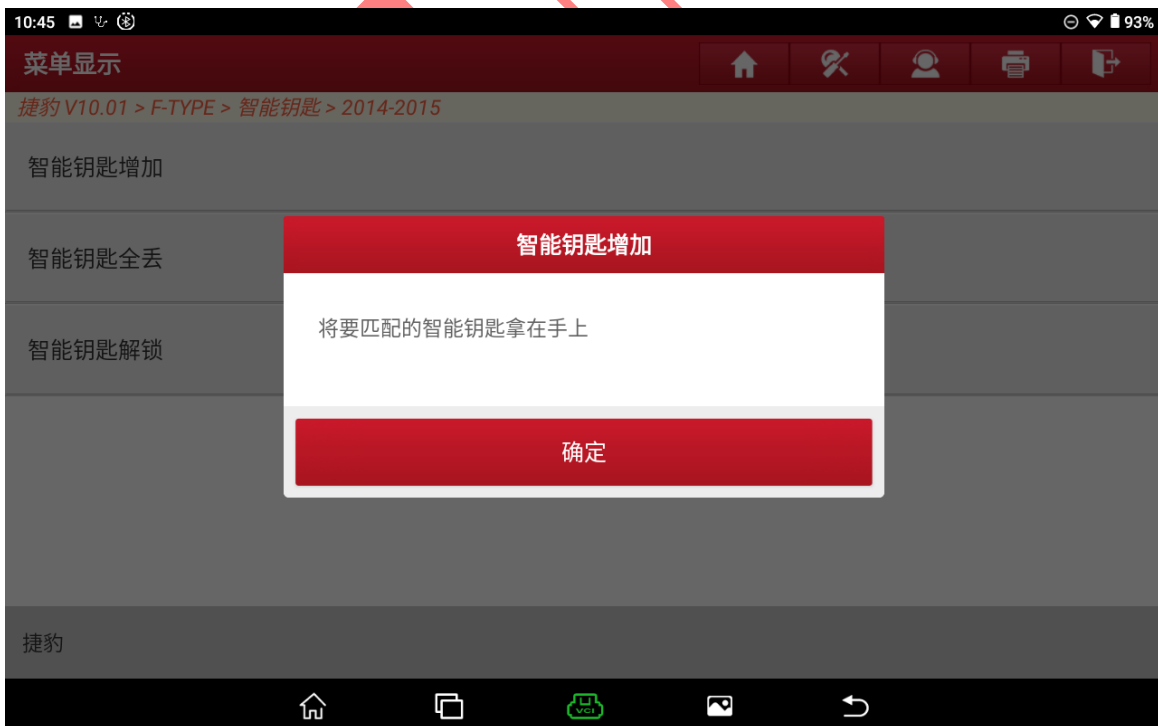 10:45
93%
菜单显示
捷豹 V10.01 > F-TYPE > 智能钥匙 > 2014-2015
智能钥匙增加
智能钥匙全丢
智能钥匙解锁
智能钥匙增加
将要匹配的智能钥匙拿在手上
确定
捷豹
VCI